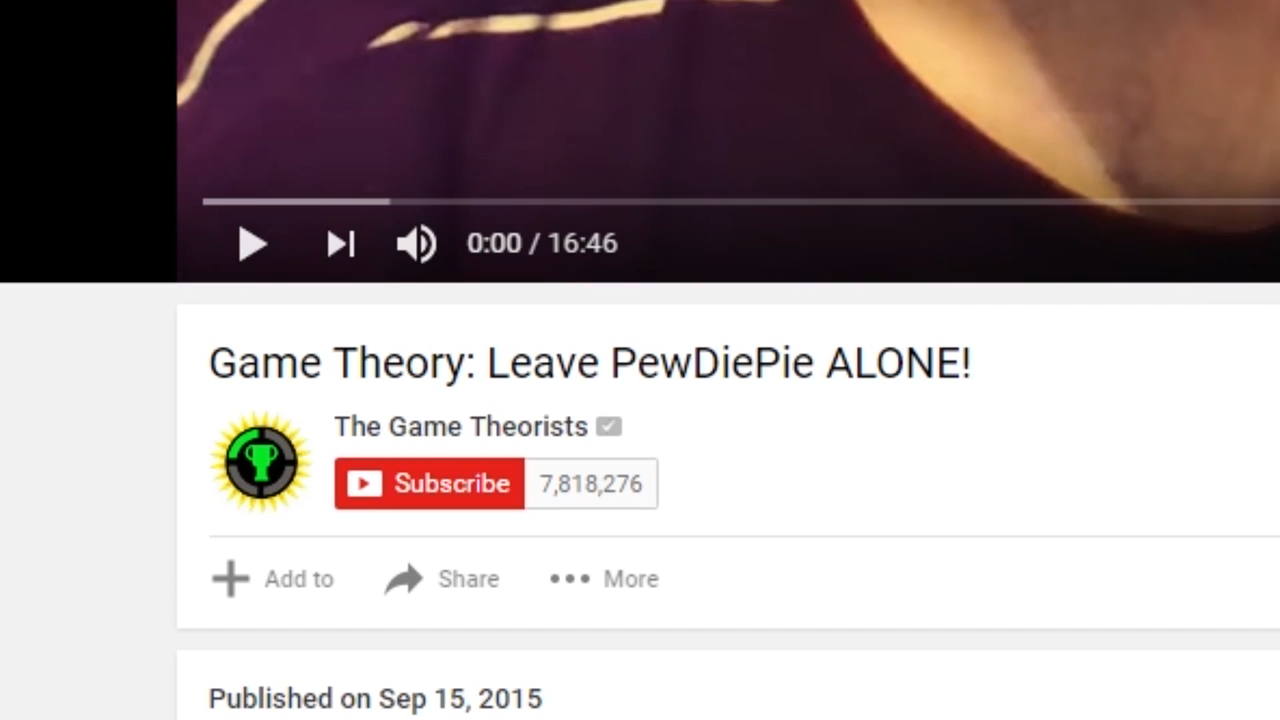 0:00 / 16:46
Game Theory: Leave PewDiePie ALONE!
The Game Theorists
Subscribe 7,818,276
Add to Share More
Published on Sep 15, 2015